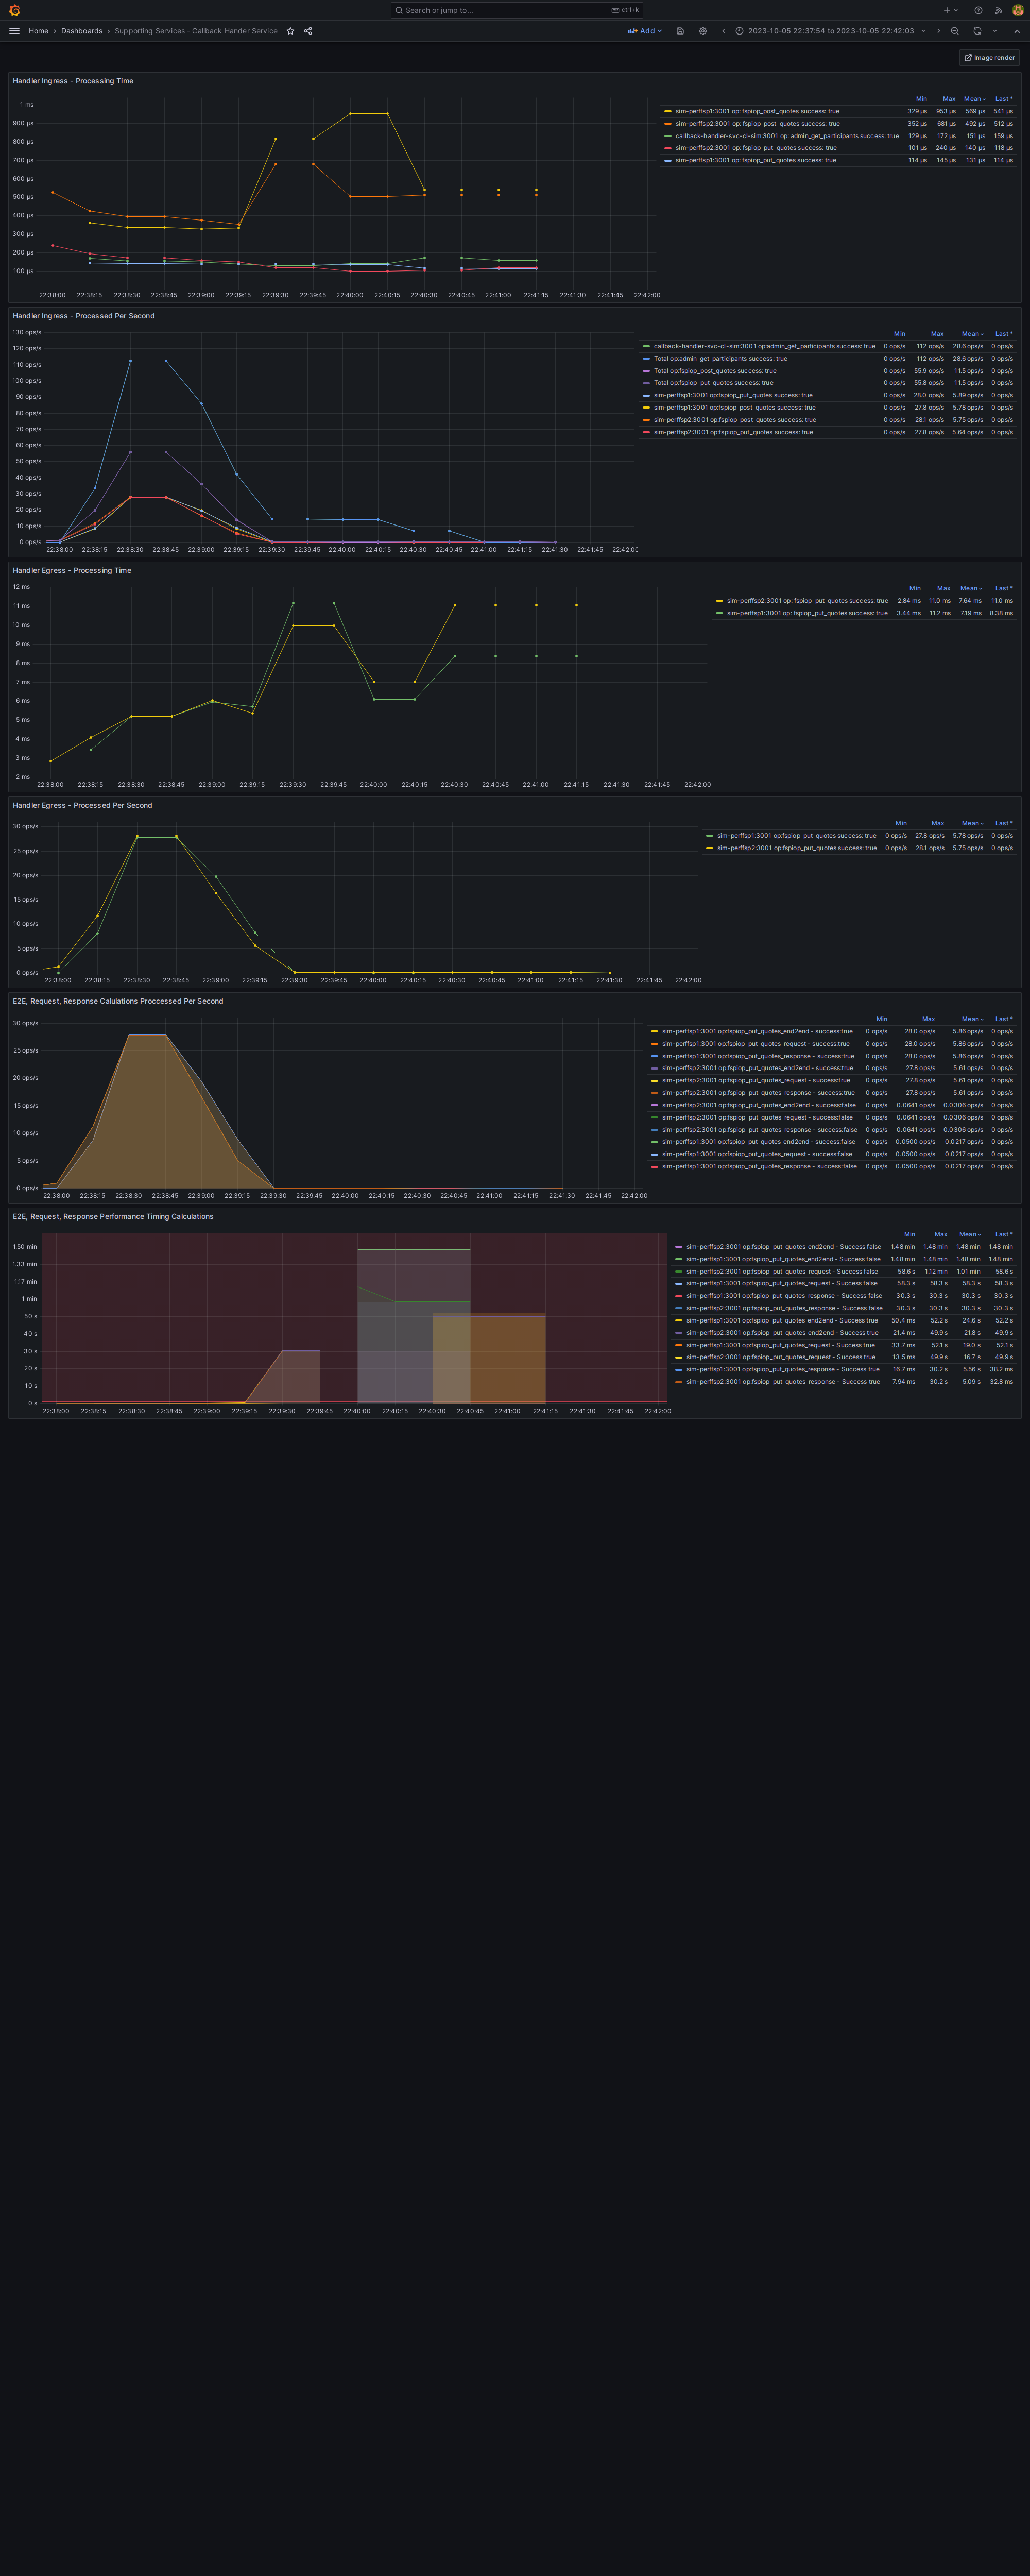 Search or jump to...
ctrl+k
Home › Dashboards › Supporting Services - Callback Hander Service
Add
2023-10-05 22:37:54 to 2023-10-05 22:42:03
Image render
Handler Ingress - Processing Time
Min Max Mean Last *
sim-perffsp1:3001 op: fspiop_post_quotes success: true 329 µs 953 µs 569 µs 541 µs
sim-perffsp2:3001 op: fspiop_post_quotes success: true 352 µs 681 µs 492 µs 512 µs
callback-handler-svc-cl-sim:3001 op: admin_get_participants success: true 129 µs 172 µs 151 µs 159 µs
sim-perffsp2:3001 op: fspiop_put_quotes success: true 101 µs 240 µs 140 µs 118 µs
sim-perffsp1:3001 op: fspiop_put_quotes success: true 114 µs 145 µs 131 µs 114 µs
1 ms
900 µs
800 µs
700 µs
600 µs
500 µs
400 µs
300 µs
200 µs
100 µs
22:38:00 22:38:15 22:38:30 22:38:45 22:39:00 22:39:15 22:39:30 22:39:45 22:40:00 22:40:15 22:40:30 22:40:45 22:41:00 22:41:15 22:41:30 22:41:45 22:42:00
Handler Ingress - Processed Per Second
Min Max Mean Last *
callback-handler-svc-cl-sim:3001 op:admin_get_participants success: true 0 ops/s 112 ops/s 28.6 ops/s 0 ops/s
Total op:admin_get_participants success: true 0 ops/s 112 ops/s 28.6 ops/s 0 ops/s
Total op:fspiop_post_quotes success: true 0 ops/s 55.9 ops/s 11.5 ops/s 0 ops/s
Total op:fspiop_put_quotes success: true 0 ops/s 55.8 ops/s 11.5 ops/s 0 ops/s
sim-perffsp1:3001 op:fspiop_put_quotes success: true 0 ops/s 28.0 ops/s 5.89 ops/s 0 ops/s
sim-perffsp1:3001 op:fspiop_post_quotes success: true 0 ops/s 27.8 ops/s 5.78 ops/s 0 ops/s
sim-perffsp2:3001 op:fspiop_post_quotes success: true 0 ops/s 28.1 ops/s 5.75 ops/s 0 ops/s
sim-perffsp2:3001 op:fspiop_put_quotes success: true 0 ops/s 27.8 ops/s 5.64 ops/s 0 ops/s
130 ops/s
120 ops/s
110 ops/s
100 ops/s
90 ops/s
80 ops/s
70 ops/s
60 ops/s
50 ops/s
40 ops/s
30 ops/s
20 ops/s
10 ops/s
0 ops/s
22:38:00 22:38:15 22:38:30 22:38:45 22:39:00 22:39:15 22:39:30 22:39:45 22:40:00 22:40:15 22:40:30 22:40:45 22:41:00 22:41:15 22:41:30 22:41:45 22:42:0
Handler Egress - Processing Time
Min Max Mean Last *
sim-perffsp2:3001 op: fspiop_put_quotes success: true 2.84 ms 11.0 ms 7.64 ms 11.0 ms
sim-perffsp1:3001 op: fspiop_put_quotes success: true 3.44 ms 11.2 ms 7.19 ms 8.38 ms
12 ms
11 ms
10 ms
9 ms
8 ms
7 ms
6 ms
5 ms
4 ms
3 ms
2 ms
22:38:00 22:38:15 22:38:30 22:38:45 22:39:00 22:39:15 22:39:30 22:39:45 22:40:00 22:40:15 22:40:30 22:40:45 22:41:00 22:41:15 22:41:30 22:41:45 22:42:00
Handler Egress - Processed Per Second
Min Max Mean Last *
sim-perffsp1:3001 op:fspiop_put_quotes success: true 0 ops/s 27.8 ops/s 5.78 ops/s 0 ops/s
sim-perffsp2:3001 op:fspiop_put_quotes success: true 0 ops/s 28.1 ops/s 5.75 ops/s 0 ops/s
30 ops/s
25 ops/s
20 ops/s
15 ops/s
10 ops/s
5 ops/s
0 ops/s
22:38:00 22:38:15 22:38:30 22:38:45 22:39:00 22:39:15 22:39:30 22:39:45 22:40:00 22:40:15 22:40:30 22:40:45 22:41:00 22:41:15 22:41:30 22:41:45 22:42:00
E2E, Request, Response Calulations Proccessed Per Second
Min Max Mean Last *
sim-perffsp1:3001 op:fspiop_put_quotes_end2end - success:true 0 ops/s 28.0 ops/s 5.86 ops/s 0 ops/s
sim-perffsp1:3001 op:fspiop_put_quotes_request - success:true 0 ops/s 28.0 ops/s 5.86 ops/s 0 ops/s
sim-perffsp1:3001 op:fspiop_put_quotes_response - success:true 0 ops/s 28.0 ops/s 5.86 ops/s 0 ops/s
sim-perffsp2:3001 op:fspiop_put_quotes_end2end - success:true 0 ops/s 27.8 ops/s 5.61 ops/s 0 ops/s
sim-perffsp2:3001 op:fspiop_put_quotes_request - success:true 0 ops/s 27.8 ops/s 5.61 ops/s 0 ops/s
sim-perffsp2:3001 op:fspiop_put_quotes_response - success:true 0 ops/s 27.8 ops/s 5.61 ops/s 0 ops/s
sim-perffsp2:3001 op:fspiop_put_quotes_end2end - success:false 0 ops/s 0.0641 ops/s 0.0306 ops/s 0 ops/s
sim-perffsp2:3001 op:fspiop_put_quotes_request - success:false 0 ops/s 0.0641 ops/s 0.0306 ops/s 0 ops/s
sim-perffsp2:3001 op:fspiop_put_quotes_response - success:false 0 ops/s 0.0641 ops/s 0.0306 ops/s 0 ops/s
sim-perffsp1:3001 op:fspiop_put_quotes_end2end - success:false 0 ops/s 0.0500 ops/s 0.0217 ops/s 0 ops/s
sim-perffsp1:3001 op:fspiop_put_quotes_request - success:false 0 ops/s 0.0500 ops/s 0.0217 ops/s 0 ops/s
sim-perffsp1:3001 op:fspiop_put_quotes_response - success:false 0 ops/s 0.0500 ops/s 0.0217 ops/s 0 ops/s
30 ops/s
25 ops/s
20 ops/s
15 ops/s
10 ops/s
5 ops/s
0 ops/s
22:38:00 22:38:15 22:38:30 22:38:45 22:39:00 22:39:15 22:39:30 22:39:45 22:40:00 22:40:15 22:40:30 22:40:45 22:41:00 22:41:15 22:41:30 22:41:45 22:42:00
E2E, Request, Response Performance Timing Calculations
Min Max Mean Last *
sim-perffsp2:3001 op:fspiop_put_quotes_end2end - Success false 1.48 min 1.48 min 1.48 min 1.48 min
sim-perffsp1:3001 op:fspiop_put_quotes_end2end - Success false 1.48 min 1.48 min 1.48 min 1.48 min
sim-perffsp2:3001 op:fspiop_put_quotes_request - Success false 58.6 s 1.12 min 1.01 min 58.6 s
sim-perffsp1:3001 op:fspiop_put_quotes_request - Success false 58.3 s 58.3 s 58.3 s 58.3 s
sim-perffsp1:3001 op:fspiop_put_quotes_response - Success false 30.3 s 30.3 s 30.3 s 30.3 s
sim-perffsp2:3001 op:fspiop_put_quotes_response - Success false 30.3 s 30.3 s 30.3 s 30.3 s
sim-perffsp1:3001 op:fspiop_put_quotes_end2end - Success true 50.4 ms 52.2 s 24.6 s 52.2 s
sim-perffsp2:3001 op:fspiop_put_quotes_end2end - Success true 21.4 ms 49.9 s 21.8 s 49.9 s
sim-perffsp1:3001 op:fspiop_put_quotes_request - Success true 33.7 ms 52.1 s 19.0 s 52.1 s
sim-perffsp2:3001 op:fspiop_put_quotes_request - Success true 13.5 ms 49.9 s 16.7 s 49.9 s
sim-perffsp1:3001 op:fspiop_put_quotes_response - Success true 16.7 ms 30.2 s 5.56 s 38.2 ms
sim-perffsp2:3001 op:fspiop_put_quotes_response - Success true 7.94 ms 30.2 s 5.09 s 32.8 ms
1.50 min
1.33 min
1.17 min
1 min
50 s
40 s
30 s
20 s
10 s
0 s
22:38:00 22:38:15 22:38:30 22:38:45 22:39:00 22:39:15 22:39:30 22:39:45 22:40:00 22:40:15 22:40:30 22:40:45 22:41:00 22:41:15 22:41:30 22:41:45 22:42:00